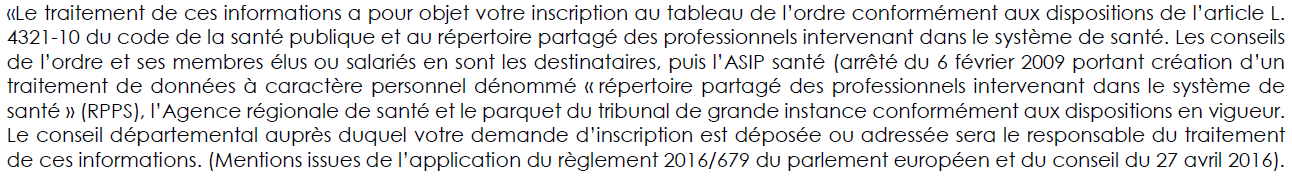 «Le traitement de ces informations a pour objet votre inscription au tableau de l’ordre conformément aux dispositions de l’article L.
4321-10 du code de la santé publique et au répertoire partagé des professionnels intervenant dans le système de santé. Les conseils
de l’ordre et ses membres élus ou salariés en sont les destinataires, puis l’ASIP santé (arrêté du 6 février 2009 portant création d’un
traitement de données à caractère personnel dénommé « répertoire partagé des professionnels intervenant dans le système de
santé » (RPPS), l’Agence régionale de santé et le parquet du tribunal de grande instance conformément aux dispositions en vigueur.
Le conseil départemental auprès duquel votre demande d’inscription est déposée ou adressée sera le responsable du traitement
de ces informations. (Mentions issues de l’application du règlement 2016/679 du parlement européen et du conseil du 27 avril 2016).